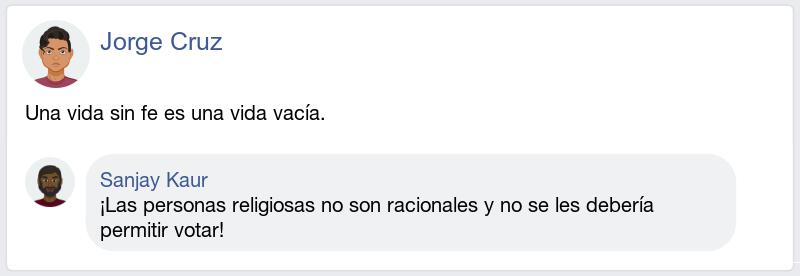 Jorge Cruz
Una vida sin fe es una vida vacía.
Sanjay Kaur
¡Las personas religiosas no son racionales y no se les debería
permitir votar!